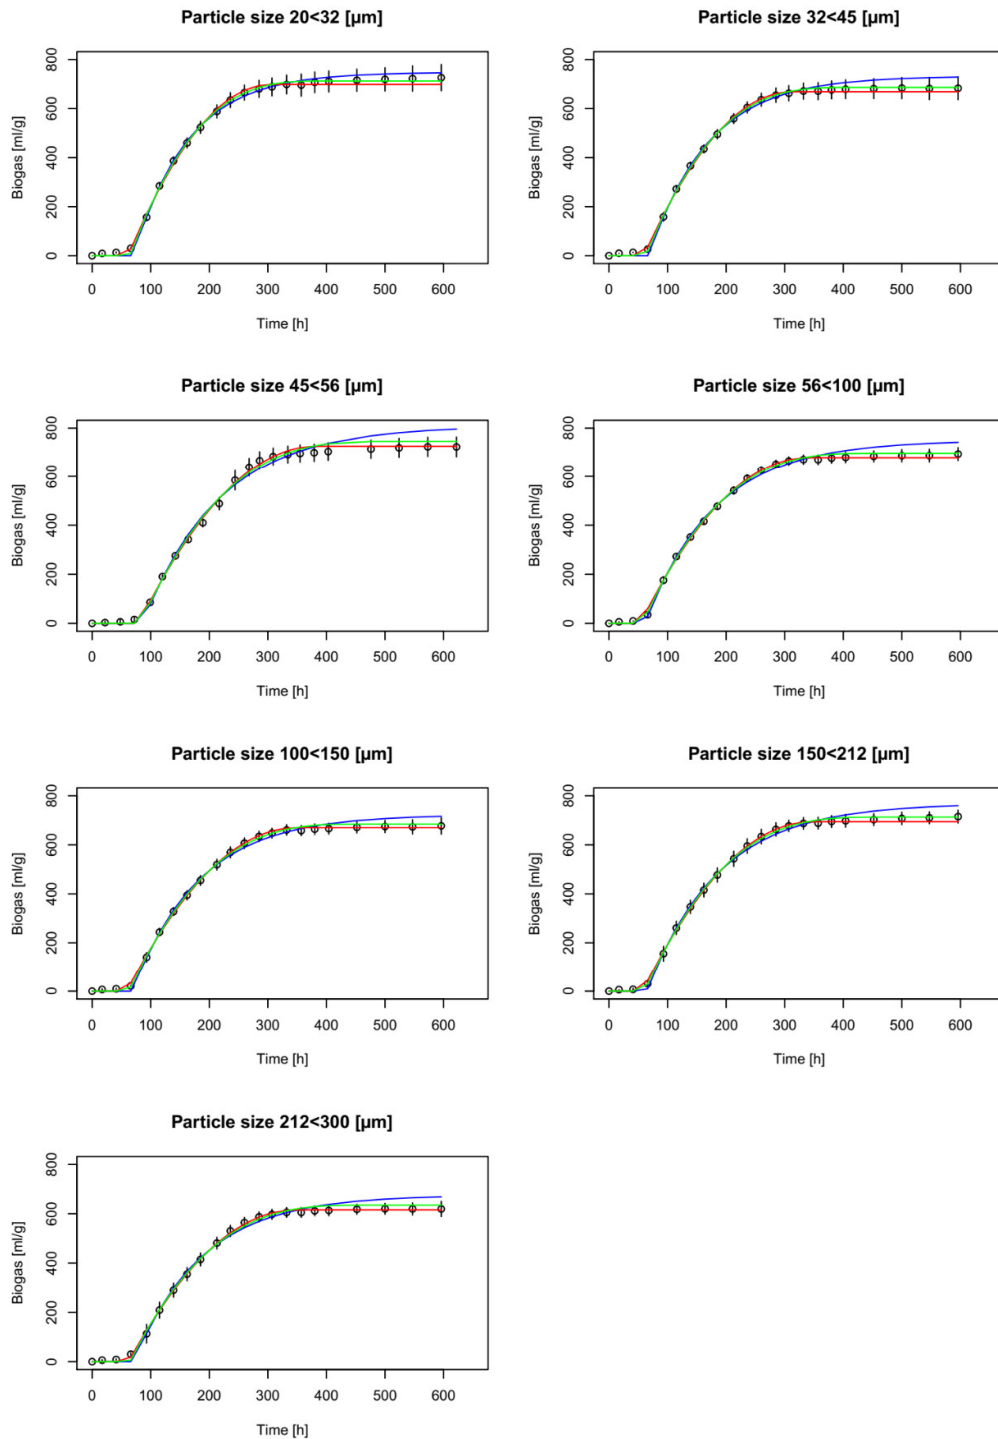 Particle size 20<32 [µm]
Biogas [ml/g]
800
600
400
200
0
0 100 200 300 400 500 600
Time [h]
Particle size 32<45 [µm]
Biogas [ml/g]
800
600
400
200
0
0 100 200 300 400 500 600
Time [h]
Particle size 45<56 [µm]
Biogas [ml/g]
800
600
400
200
0
0 100 200 300 400 500 600
Time [h]
Particle size 56<100 [µm]
Biogas [ml/g]
800
600
400
200
0
0 100 200 300 400 500 600
Time [h]
Particle size 100<150 [µm]
Biogas [ml/g]
800
600
400
200
0
0 100 200 300 400 500 600
Time [h]
Particle size 150<212 [µm]
Biogas [ml/g]
800
600
400
200
0
0 100 200 300 400 500 600
Time [h]
Particle size 212<300 [µm]
Biogas [ml/g]
800
600
400
200
0
0 100 200 300 400 500 600
Time [h]